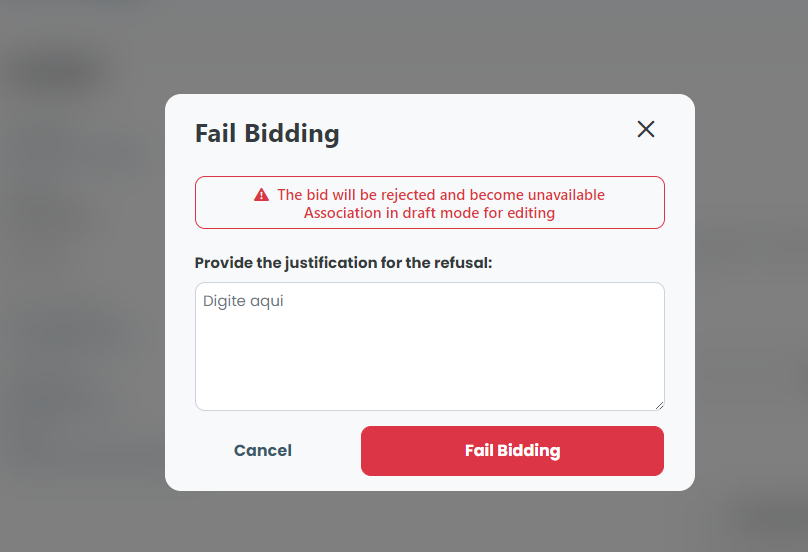 Fail Bidding
The bid will be rejected and become unavailable
Association in draft mode for editing
Provide the justification for the refusal:
Digite aqui
Cancel
Fail Bidding